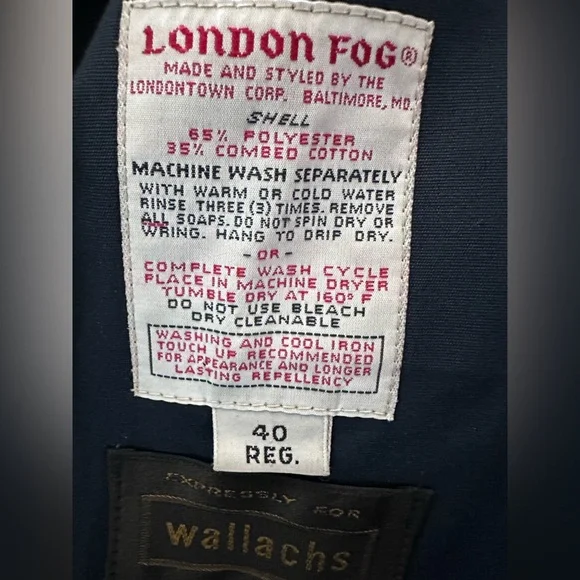 LONDON FOG®
MADE AND STYLED BY THE
LONDONTOWN CORP. BALTIMORE, MD.
SHELL
65% POLYESTER
35% COMBED COTTON
MACHINE WASH SEPARATELY
WITH WARM OR COLD WATER
RINSE THREE (3) TIMES. REMOVE
ALL SOAPS. DO NOT SPIN DRY OR
WRING. HANG TO DRIP DRY.
- OR -
COMPLETE WASH CYCLE
PLACE IN MACHINE DRYER
TUMBLE DRY AT 160° F
DO NOT USE BLEACH
DRY CLEANABLE
WASHING AND COOL IRON
TOUCH UP RECOMMENDED
FOR APPEARANCE AND LONGER
LASTING REPELLENCY
40
REG.
EXPRESSLY FOR
wallachs